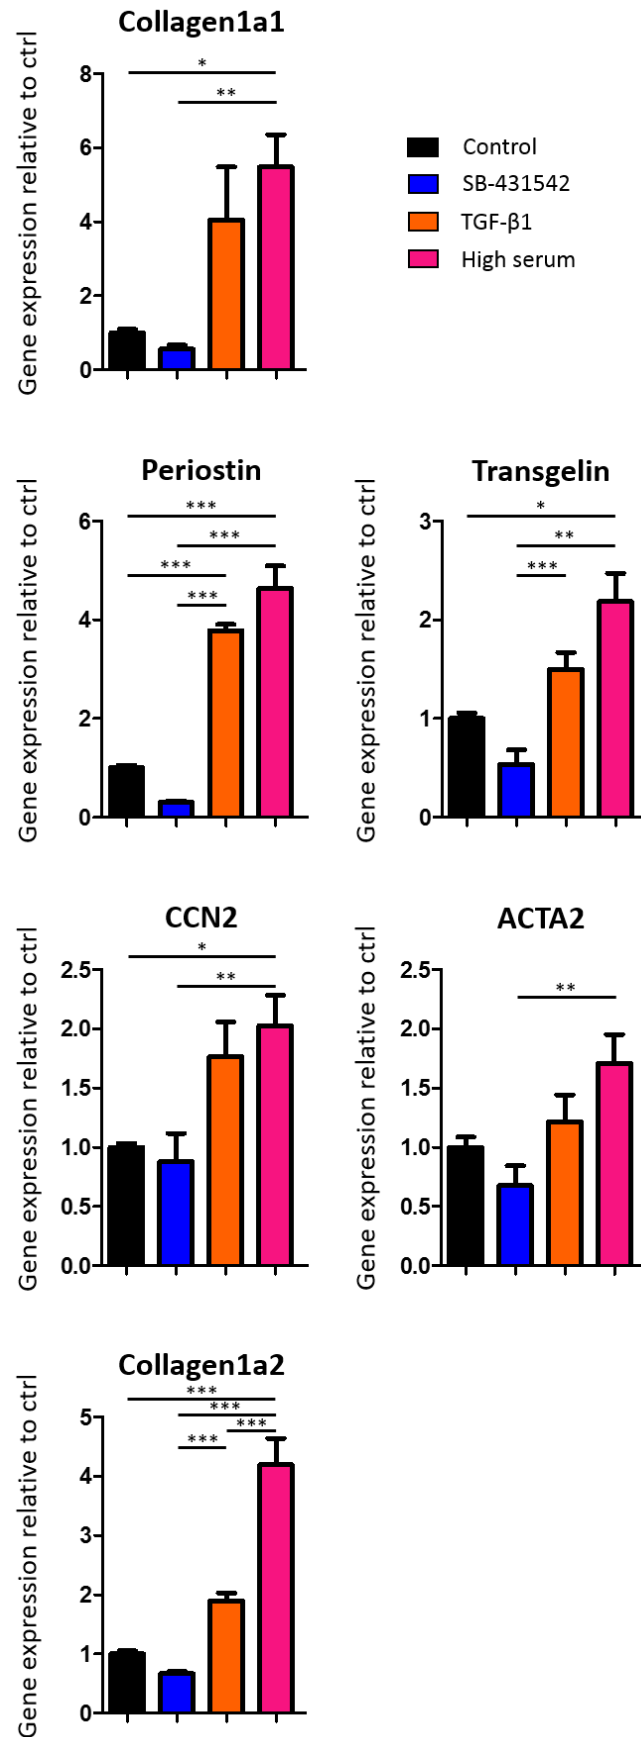 Collagen1a1
Gene expression relative to ctrl
8
6
4
2
0
*
**
Control
SB-431542
TGF-β1
High serum
Periostin
Gene expression relative to ctrl
6
4
2
0
***
***
***
***
Transgelin
Gene expression relative to ctrl
3
2
1
0
*
**
***
CCN2
Gene expression relative to ctrl
2.5
2.0
1.5
1.0
0.5
0.0
*
**
ACTA2
Gene expression relative to ctrl
2.5
2.0
1.5
1.0
0.5
0.0
**
Collagen1a2
Gene expression relative to ctrl
5
4
3
2
1
0
***
***
***
***